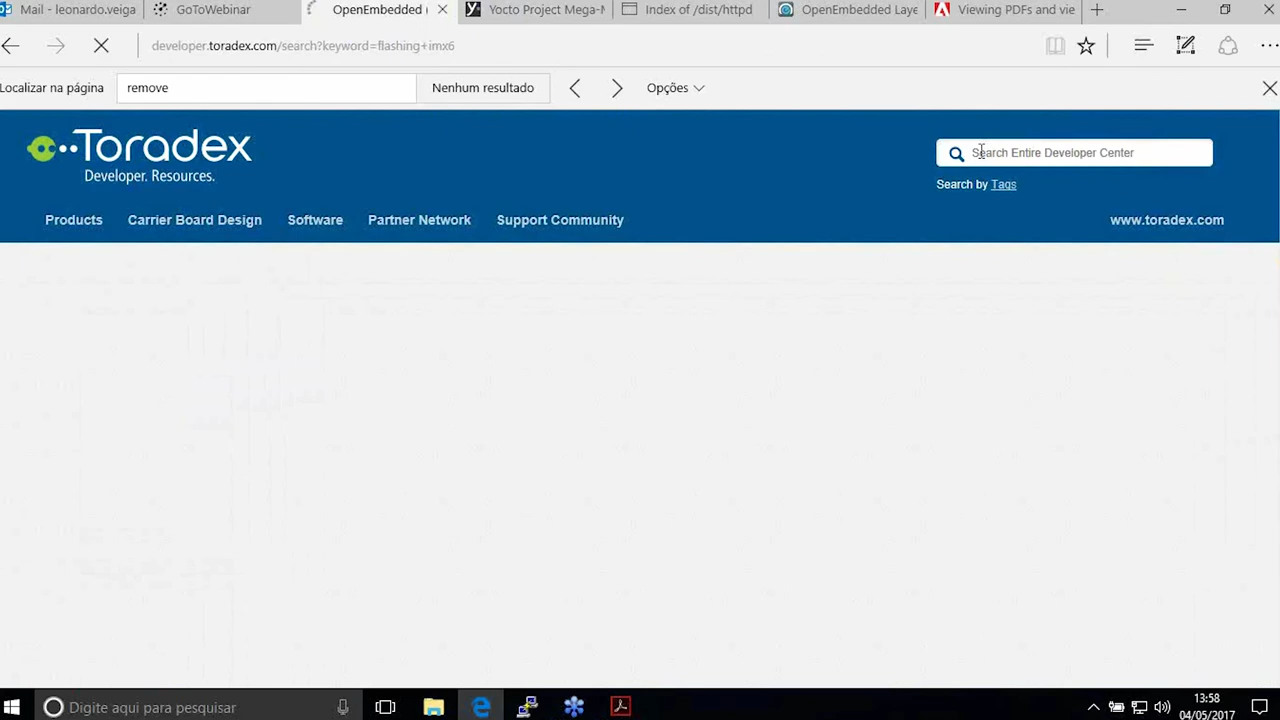 Mail - leonardo.veiga
GoToWebinar
OpenEmbedded (
Yocto Project Mega-M
Index of /dist/httpd
OpenEmbedded Laye
Viewing PDFs and vie
developer.toradex.com/search?keyword=flashing+imx6
Localizar na página
remove
Nenhum resultado
Opções
Toradex
Developer. Resources.
Search Entire Developer Center
Search by Tags
Products
Carrier Board Design
Software
Partner Network
Support Community
www.toradex.com
Digite aqui para pesquisar
13:58
04/05/2017